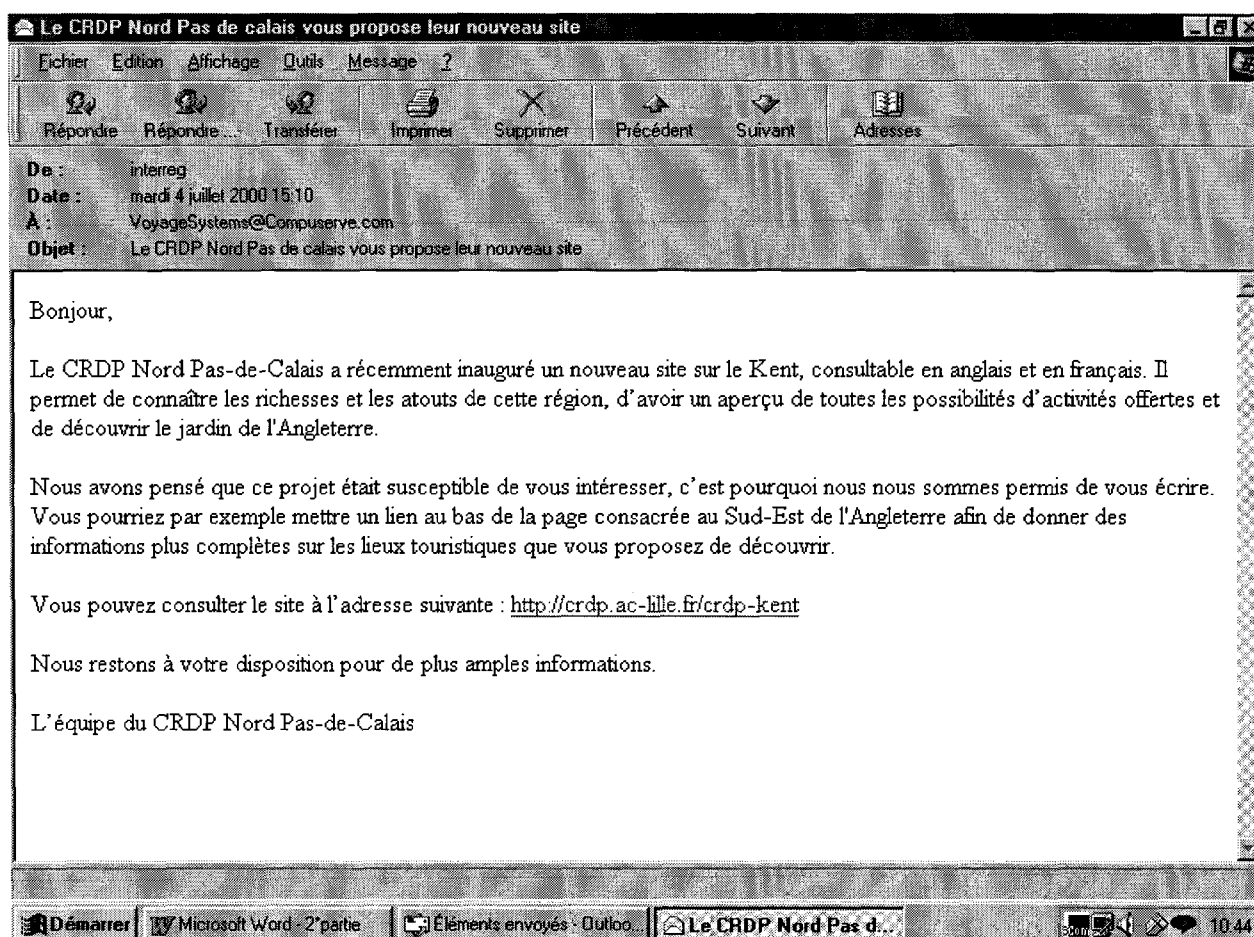 Le CRDP Nord Pas de calais vous propose leur nouveau site
Fichier Edition Affichage Outils Message ?
Répondre Répondre ... Transférer Imprimer Supprimer Précédent Suivant Adresses
De : interreg
Date : mardi 4 juillet 2000 15:10
À : VoyageSystems@Compuserve.com
Objet : Le CRDP Nord Pas de calais vous propose leur nouveau site
Bonjour,
Le CRDP Nord Pas-de-Calais a récemment inauguré un nouveau site sur le Kent, consultable en anglais et en français. Il
permet de connaître les richesses et les atouts de cette région, d'avoir un aperçu de toutes les possibilités d'activités offertes et
de découvrir le jardin de l'Angleterre.
Nous avons pensé que ce projet était susceptible de vous intéresser, c'est pourquoi nous nous sommes permis de vous écrire.
Vous pourriez par exemple mettre un lien au bas de la page consacrée au Sud-Est de l'Angleterre afin de donner des
informations plus complètes sur les lieux touristiques que vous proposez de découvrir.
Vous pouvez consulter le site à l'adresse suivante : http://crdp.ac-lille.fr/crdp-kent
Nous restons à votre disposition pour de plus amples informations.
L'équipe du CRDP Nord Pas-de-Calais
Démarrer Microsoft Word - 2°partie Éléments envoyés - Outloo... Le CRDP Nord Pas d... 10:44